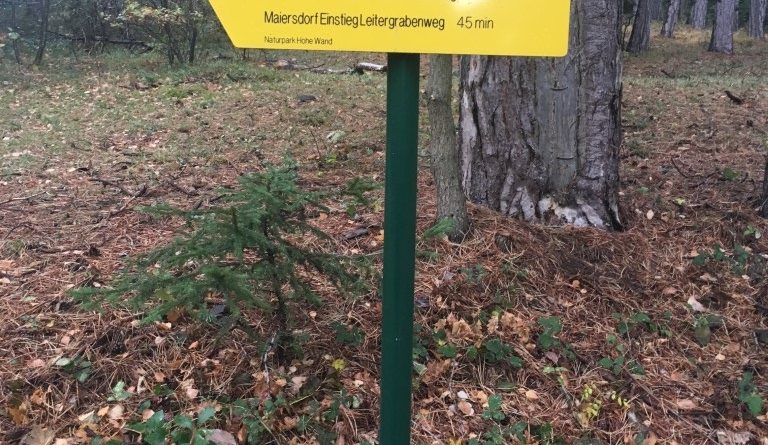 Maiersdorf Einstieg Leitergrabenweg 45 min
Naturpark Hohe Wand